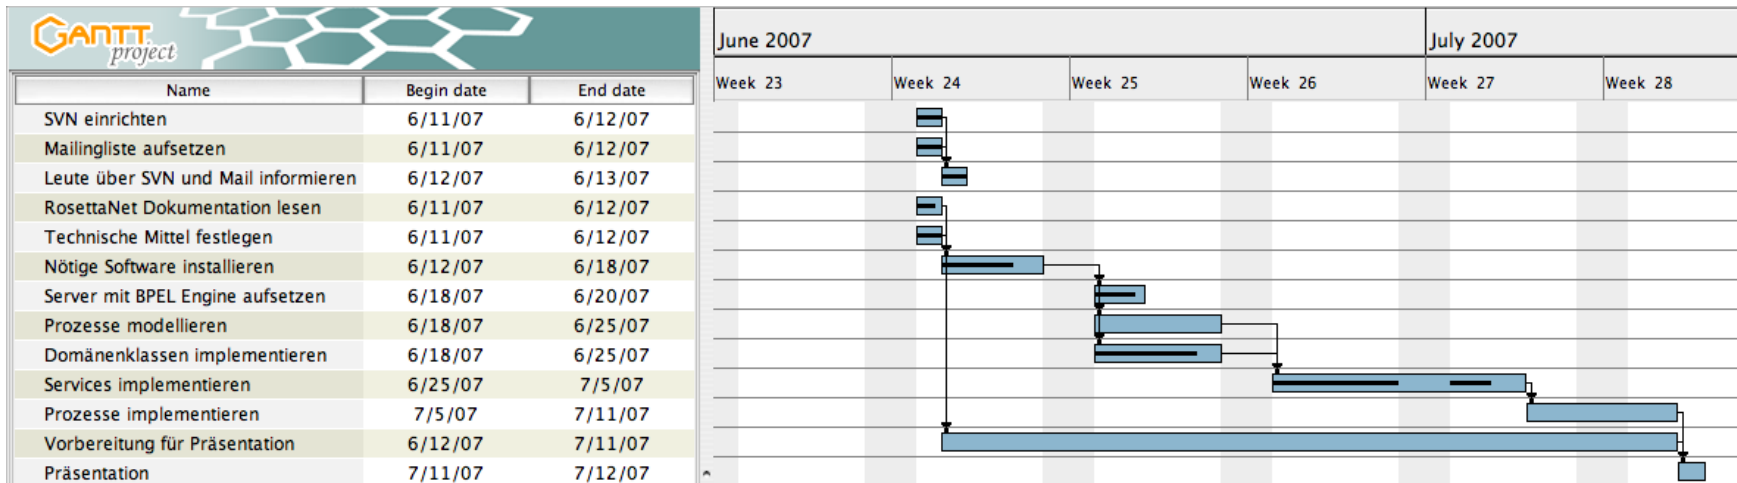 GANTT
project
June 2007 July 2007
Week 23 Week 24 Week 25 Week 26 Week 27 Week 28
Name Begin date End date
SVN einrichten 6/11/07 6/12/07
Mailingliste aufsetzen 6/11/07 6/12/07
Leute über SVN und Mail informieren 6/12/07 6/13/07
RosettaNet Dokumentation lesen 6/11/07 6/12/07
Technische Mittel festlegen 6/11/07 6/12/07
Nötige Software installieren 6/12/07 6/18/07
Server mit BPEL Engine aufsetzen 6/18/07 6/20/07
Prozesse modellieren 6/18/07 6/25/07
Domänenklassen implementieren 6/18/07 6/25/07
Services implementieren 6/25/07 7/5/07
Prozesse implementieren 7/5/07 7/11/07
Vorbereitung für Präsentation 6/12/07 7/11/07
Präsentation 7/11/07 7/12/07